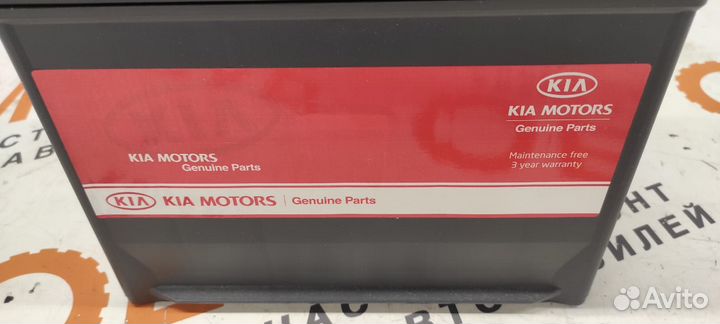 KIA
KIA MOTORS
Genuine Parts
Maintenance free
3 year warranty
KIA MOTORS
Genuine Parts
KIA KIA MOTORS Genuine Parts
Avito